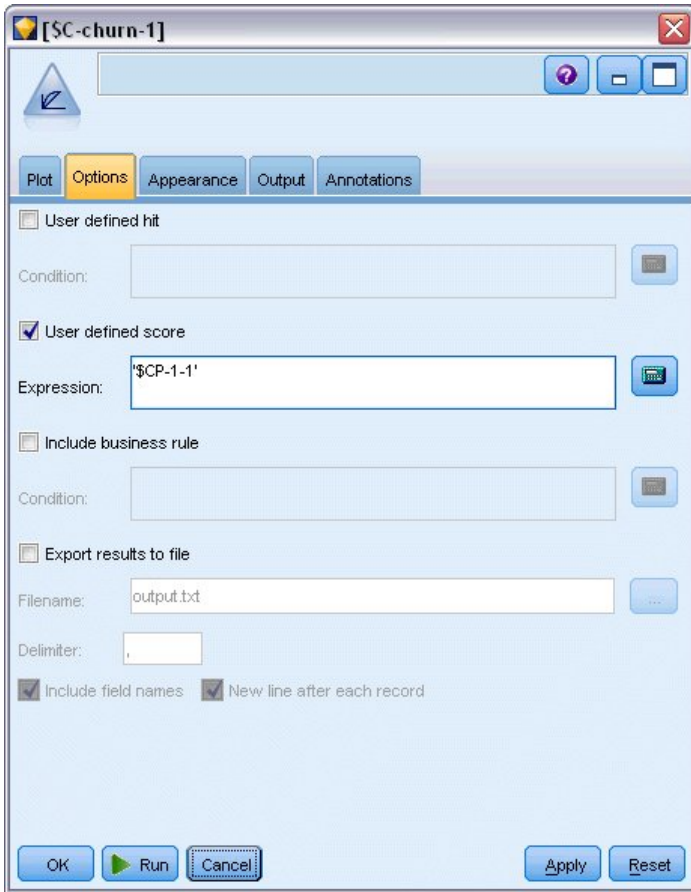 [$C-churn-1]
Plot Options Appearance Output Annotations
User defined hit
Condition:
User defined score
Expression: '$CP-1-1'
Include business rule
Condition:
Export results to file
Filename: output.txt
...
Delimiter: ,
Include field names New line after each record
OK Run Cancel Apply Reset